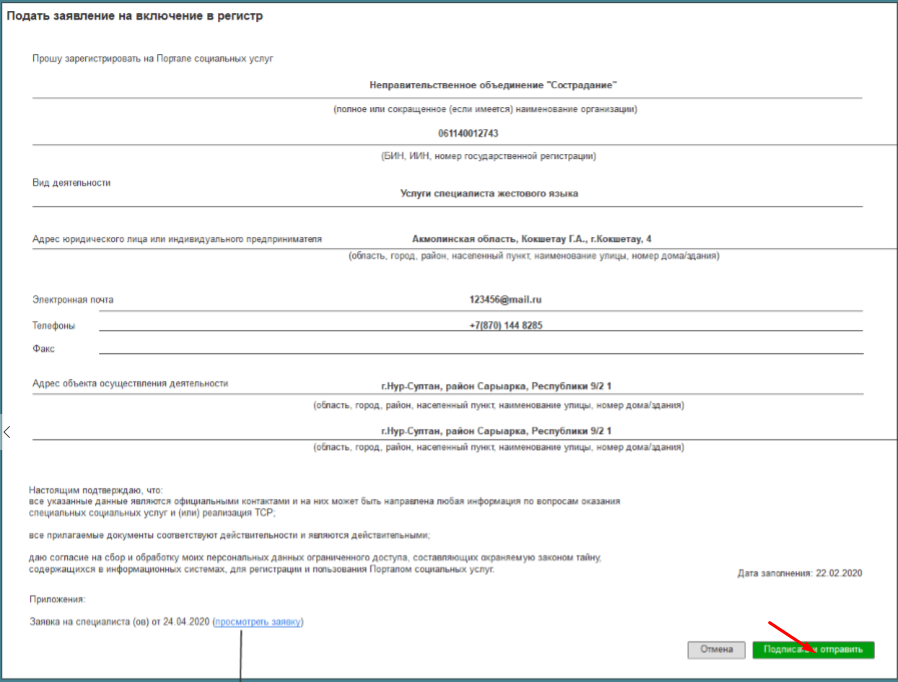 Подать заявление на включение в регистр
Прошу зарегистрировать на Портале социальных услуг
Неправительственное объединение "Сострадание"
(полное или сокращенное (если имеется) наименование организации)
061140012743
(БИН, ИИН, номер государственной регистрации)
Вид деятельности
Услуги специалиста жестового языка
Адрес юридического лица или индивидуального предпринимателя Акмолинская область, Кокшетау Г.А., г.Кокшетау, 4
(область, город, район, населенный пункт, наименование улицы, номер дома/здания)
Электронная почта 123456@mail.ru
Телефоны +7(870) 144 8285
Факс
Адрес объекта осуществления деятельности г.Нур-Султан, район Сарыарка, Республики 9/2 1
(область, город, район, населенный пункт, наименование улицы, номер дома/здания)
г.Нур-Султан, район Сарыарка, Республики 9/2 1
(область, город, район, населенный пункт, наименование улицы, номер дома/здания)
Настоящим подтверждаю, что:
все указанные данные являются официальными контактами и на них может быть направлена любая информация по вопросам оказания
специальных социальных услуг и (или) реализация ТСР;
все прилагаемые документы соответствуют действительности и являются действительными;
даю согласие на сбор и обработку моих персональных данных ограниченного доступа, составляющих охраняемую законом тайну,
содержащихся в информационных системах, для регистрации и пользования Порталом социальных услуг.
Дата заполнения: 22.02.2020
Приложения:
Заявка на специалиста (ов) от 24.04.2020 (просмотреть заявку)
Отмена Подписать и отправить